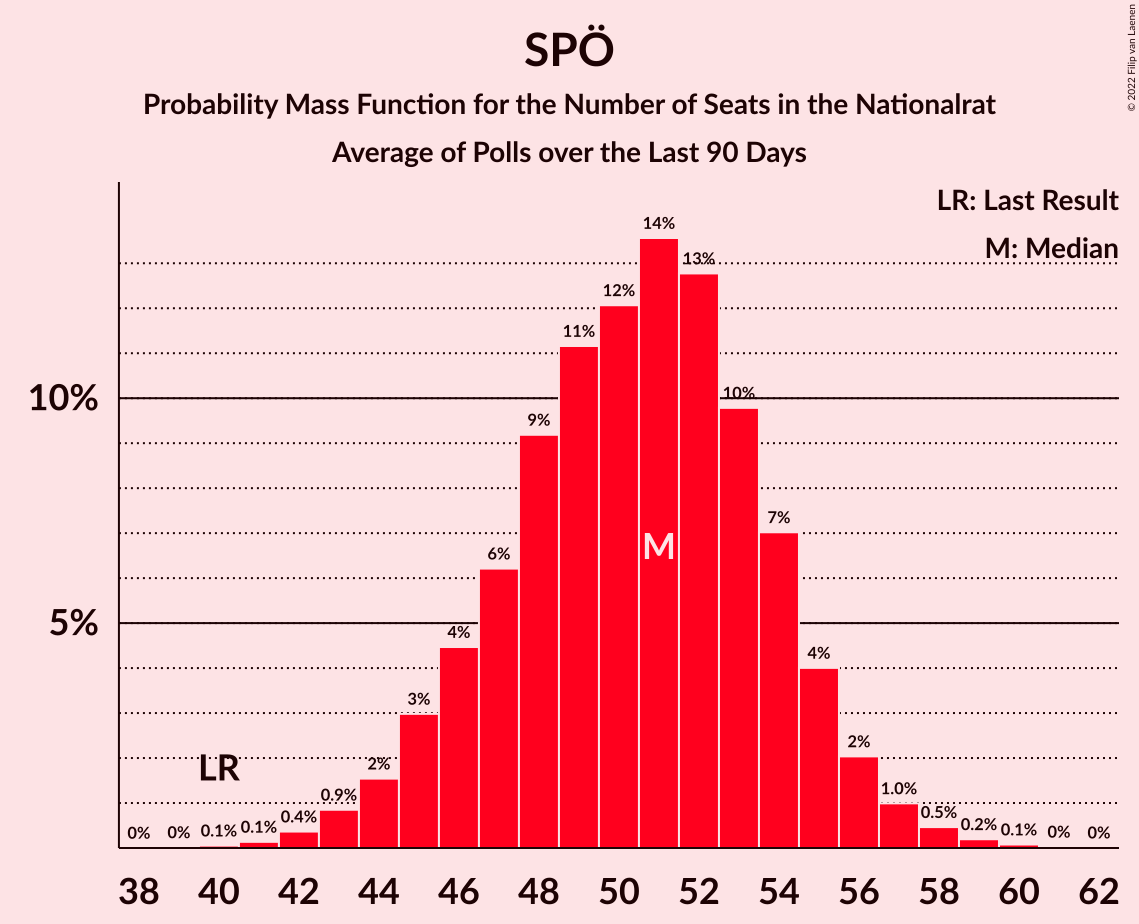 SPÖ
Probability Mass Function for the Number of Seats in the Nationalrat
Average of Polls over the Last 90 Days
© 2022 Filip van Laenen
LR: Last Result
M: Median
14%
13%
12%
11%
10%
10%
9%
7%
M
6%
5%
4%
4%
3%
2%
2%
LR
1.0%
0.9%
0.5%
0.4%
0% 0% 0.1% 0.1%
0.2% 0.1% 0% 0%
38 40 42 44 46 48 50 52 54 56 58 60 62